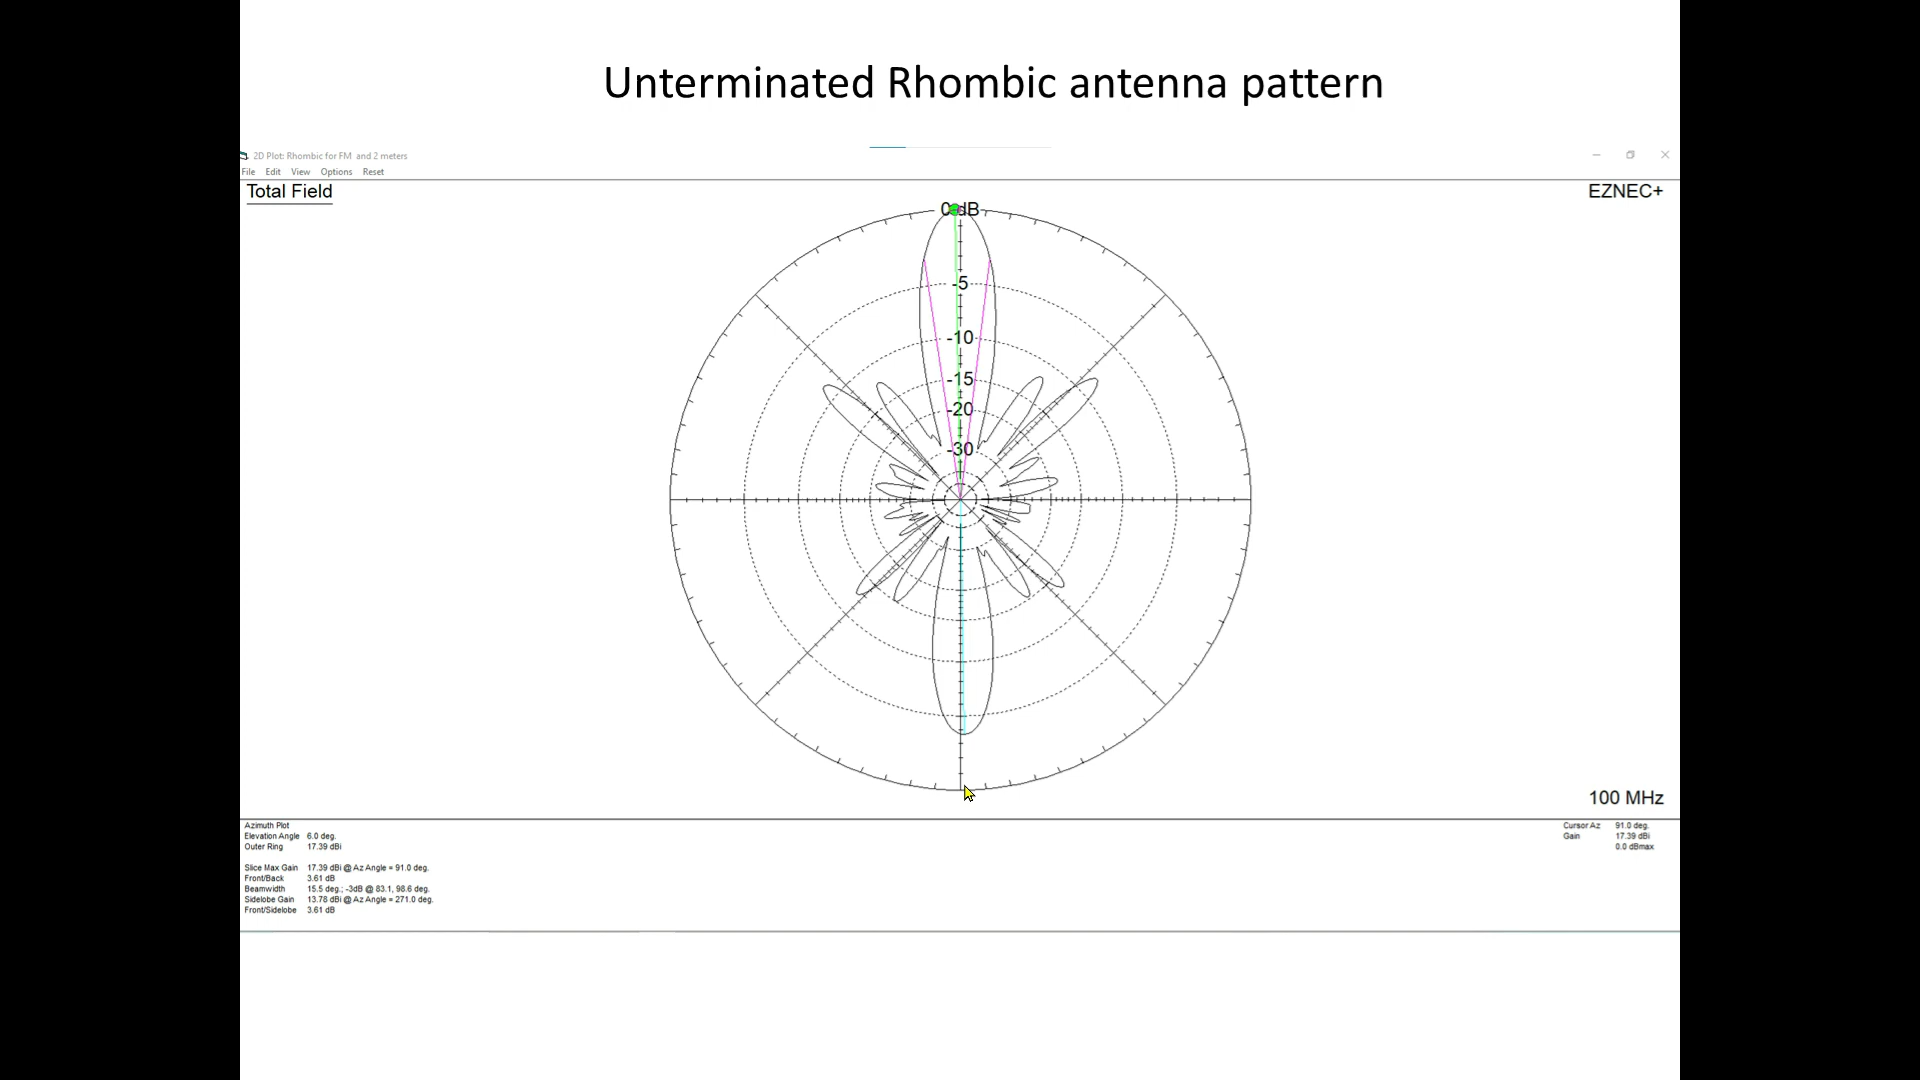 Unterminated Rhombic antenna pattern
2D Plot: Rhombic for FM and 2 meters
File Edit View Options Reset
Total Field
EZNEC+
0 dB
-5
-10
-15
-20
-30
100 MHz
Azimuth Plot
Elevation Angle 6.0 deg.
Outer Ring 17.39 dBi
Slice Max Gain 17.39 dBi @ Az Angle = 91.0 deg.
Front/Back 3.61 dB
Beamwidth 15.5 deg.; -3dB @ 83.1, 98.6 deg.
Sidelobe Gain 13.78 dBi @ Az Angle = 271.0 deg.
Front/Sidelobe 3.61 dB
Cursor Az 91.0 deg.
Gain 17.39 dBi
0.0 dBmax